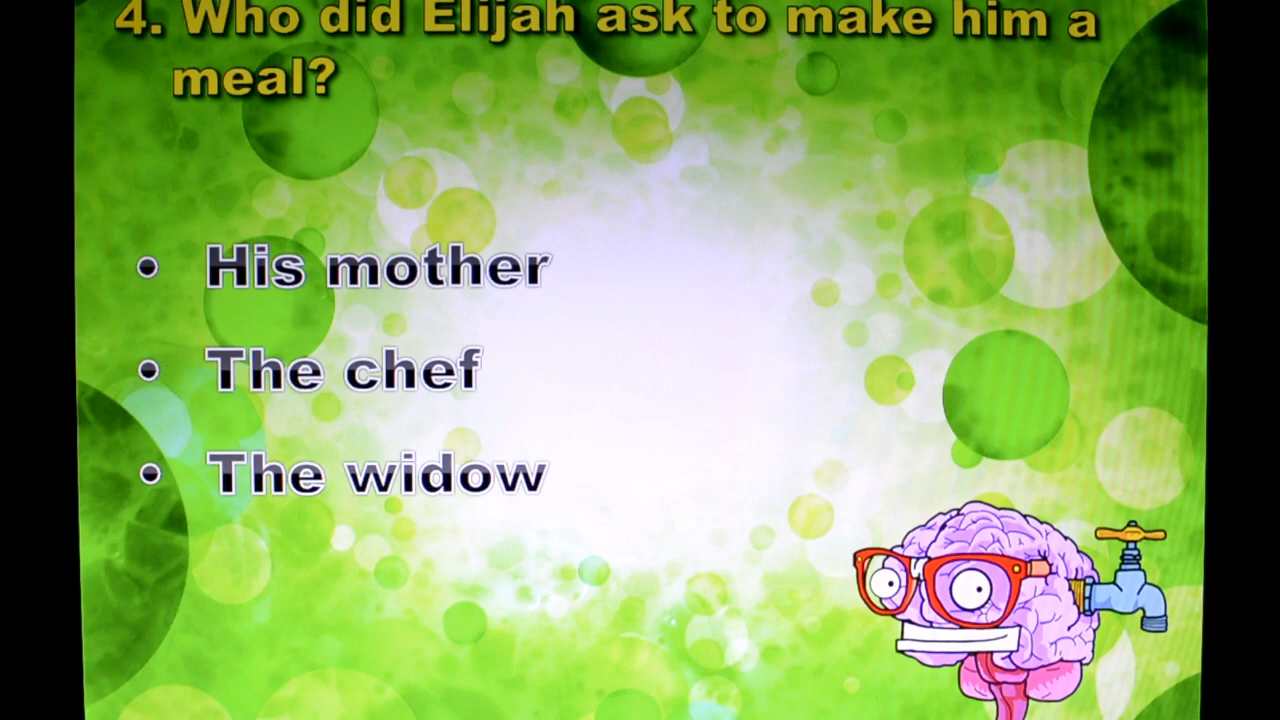 4. Who did Elijah ask to make him a
meal?
• His mother
• The chef
• The widow